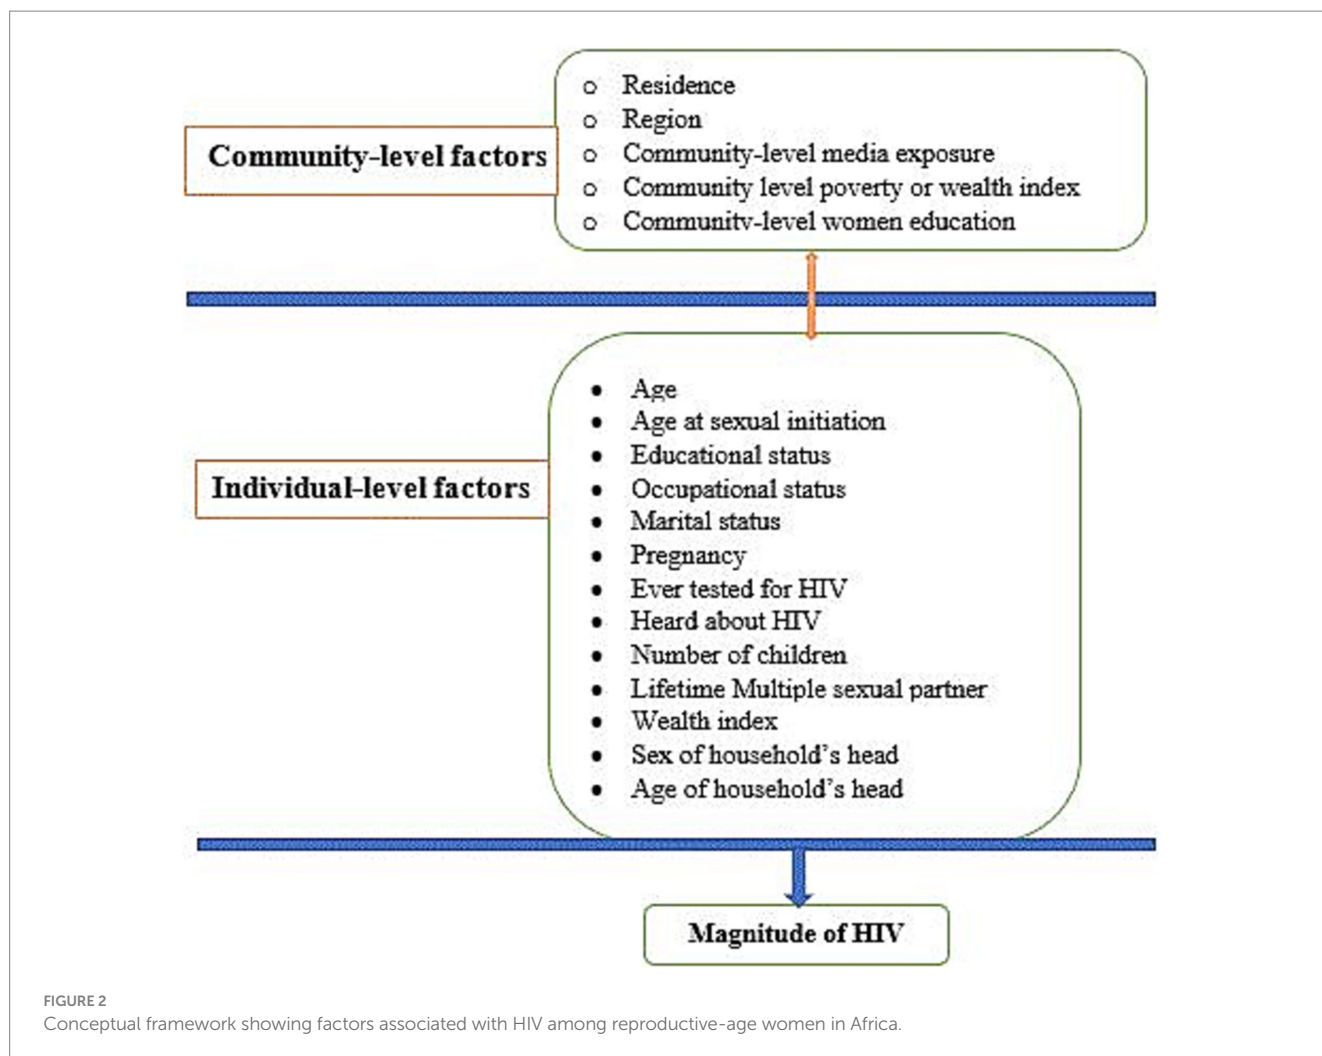 Community-level factors
o Residence
o Region
o Community-level media exposure
o Community level poverty or wealth index
o Community-level women education
Individual-level factors
• Age
• Age at sexual initiation
• Educational status
• Occupational status
• Marital status
• Pregnancy
• Ever tested for HIV
• Heard about HIV
• Number of children
• Lifetime Multiple sexual partner
• Wealth index
• Sex of household's head
• Age of household's head
Magnitude of HIV
FIGURE 2
Conceptual framework showing factors associated with HIV among reproductive-age women in Africa.